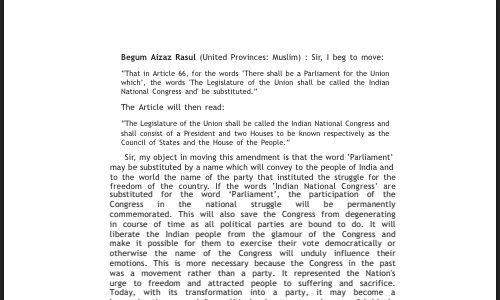 Begum Aizaz Rasul (United Provinces: Muslim) : Sir, I beg to move:
"That in Article 66, for the words 'There shall be a Parliament for the Union
which', the words 'The Legislature of the Union shall be called the Indian
National Congress and' be substituted."
The Article will then read:
"The Legislature of the Union shall be called the Indian National Congress and
shall consist of a President and two Houses to be known respectively as the
Council of States and the House of the People."
Sir, my object in moving this amendment is that the word 'Parliament'
may be substituted by a name which will convey to the people of India and
to the world the name of the party that instituted the struggle for the
freedom of the country. If the words 'Indian National Congress' are
substituted for the word 'Parliament', the participation of the
Congress in the national struggle will be permanently
commemorated. This will also save the Congress from degenerating
in course of time as all political parties are bound to do. It will
liberate the Indian people from the glamour of the Congress and
make it possible for them to exercise their vote democratically or
otherwise the name of the Congress will unduly influence their
emotions. This is more necessary because the Congress in the past
was a movement rather than a party. It represented the Nation's
urge to freedom and attracted people to suffering and sacrifice.
Today, with its transformation into a party, it may become a